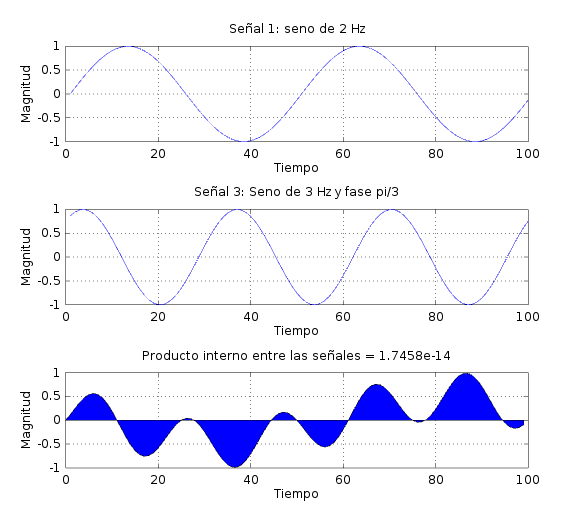 Señal 1: seno de 2 Hz
1
0.5
0
-0.5
-1
Magnitud
0 20 40 60 80 100
Tiempo
Señal 3: Seno de 3 Hz y fase pi/3
1
0.5
0
-0.5
-1
Magnitud
0 20 40 60 80 100
Tiempo
Producto interno entre las señales = 1.7458e-14
1
0.5
0
-0.5
-1
Magnitud
0 20 40 60 80 100
Tiempo